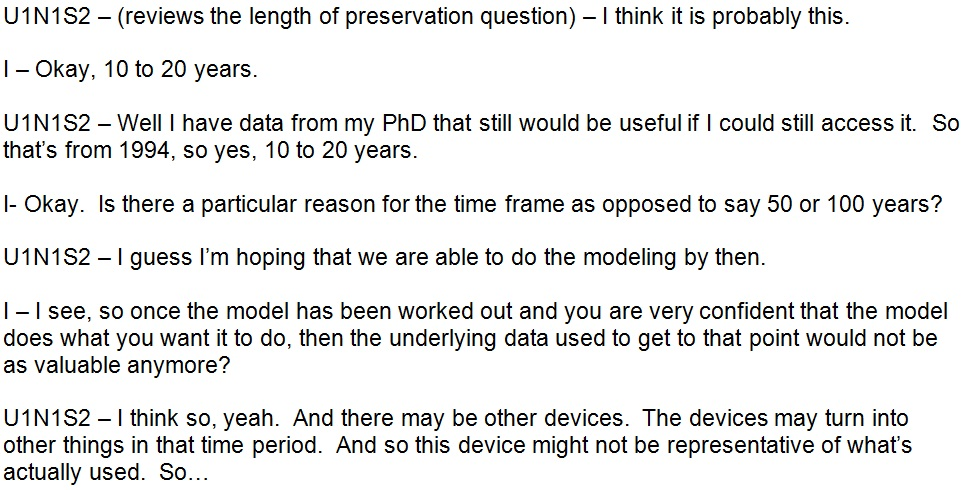 U1N1S2 – (reviews the length of preservation question) – I think it is probably this.
I – Okay, 10 to 20 years.
U1N1S2 – Well I have data from my PhD that still would be useful if I could still access it.  So
that's from 1994, so yes, 10 to 20 years.
I- Okay.  Is there a particular reason for the time frame as opposed to say 50 or 100 years?
U1N1S2 – I guess I'm hoping that we are able to do the modeling by then.
I – I see, so once the model has been worked out and you are very confident that the model
does what you want it to do, then the underlying data used to get to that point would not be
as valuable anymore?
U1N1S2 – I think so, yeah.  And there may be other devices.  The devices may turn into
other things in that time period.  And so this device might not be representative of what's
actually used.  So…